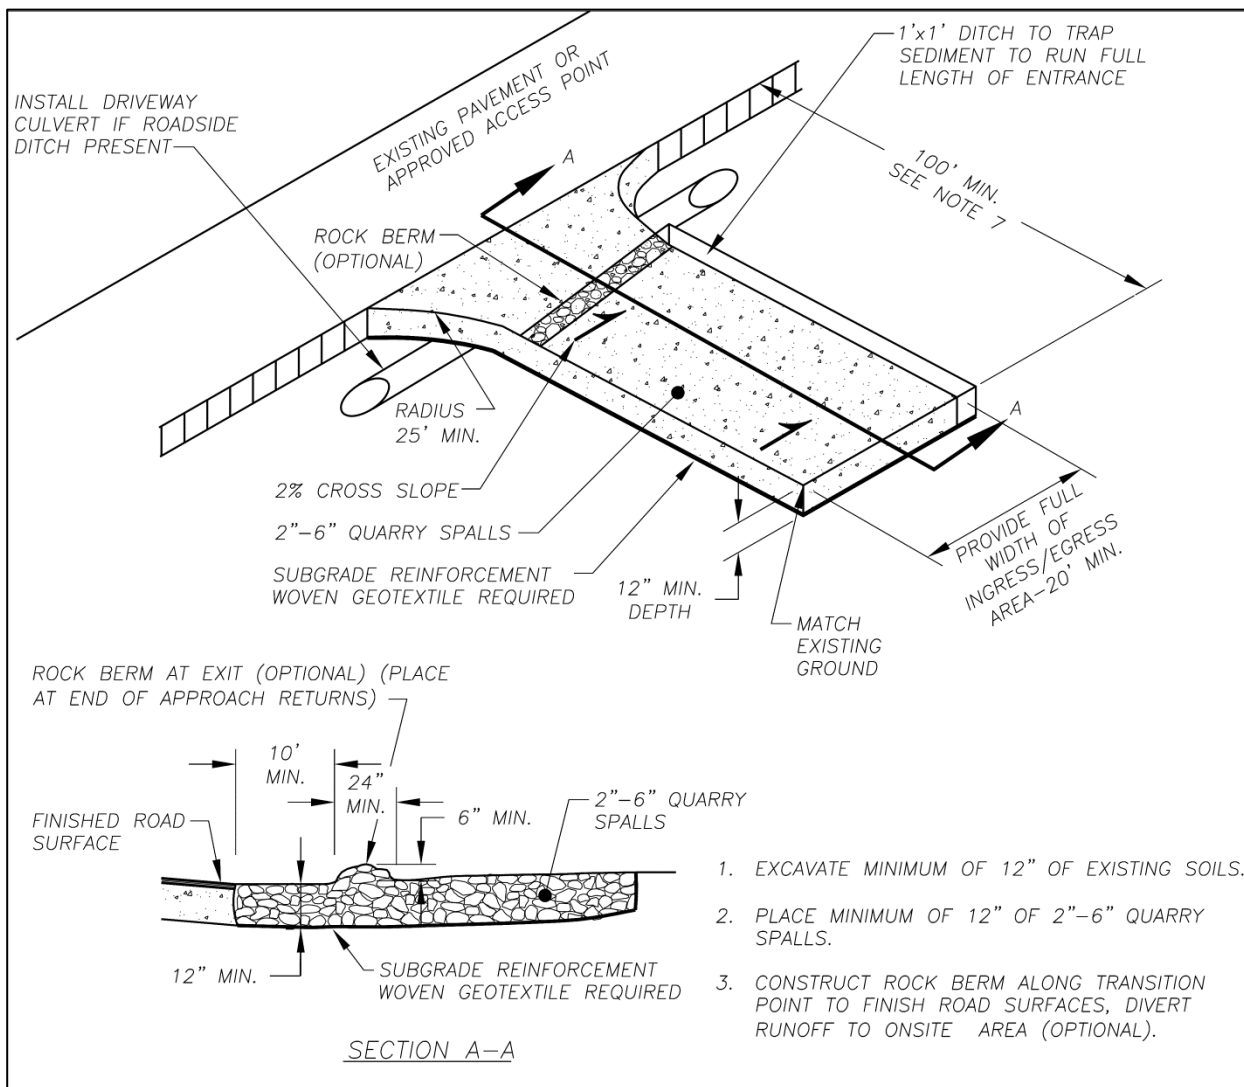 1'x1' DITCH TO TRAP
SEDIMENT TO RUN FULL
LENGTH OF ENTRANCE
INSTALL DRIVEWAY
CULVERT IF ROADSIDE
DITCH PRESENT
EXISTING PAVEMENT OR
APPROVED ACCESS POINT
A
100' MIN.
SEE NOTE 7
ROCK BERM
(OPTIONAL)
RADIUS
25' MIN.
A
2% CROSS SLOPE
2"-6" QUARRY SPALLS
SUBGRADE REINFORCEMENT
WOVEN GEOTEXTILE REQUIRED
12" MIN.
DEPTH
MATCH
EXISTING
GROUND
PROVIDE FULL
WIDTH OF
INGRESS/EGRESS
AREA-20' MIN.
ROCK BERM AT EXIT (OPTIONAL) (PLACE
AT END OF APPROACH RETURNS)
10'
MIN.
24"
MIN.
6" MIN.
2"-6" QUARRY
SPALLS
FINISHED ROAD
SURFACE
12" MIN.
SUBGRADE REINFORCEMENT
WOVEN GEOTEXTILE REQUIRED
SECTION A-A
1. EXCAVATE MINIMUM OF 12" OF EXISTING SOILS.
2. PLACE MINIMUM OF 12" OF 2"-6" QUARRY
SPALLS.
3. CONSTRUCT ROCK BERM ALONG TRANSITION
POINT TO FINISH ROAD SURFACES, DIVERT
RUNOFF TO ONSITE AREA (OPTIONAL).